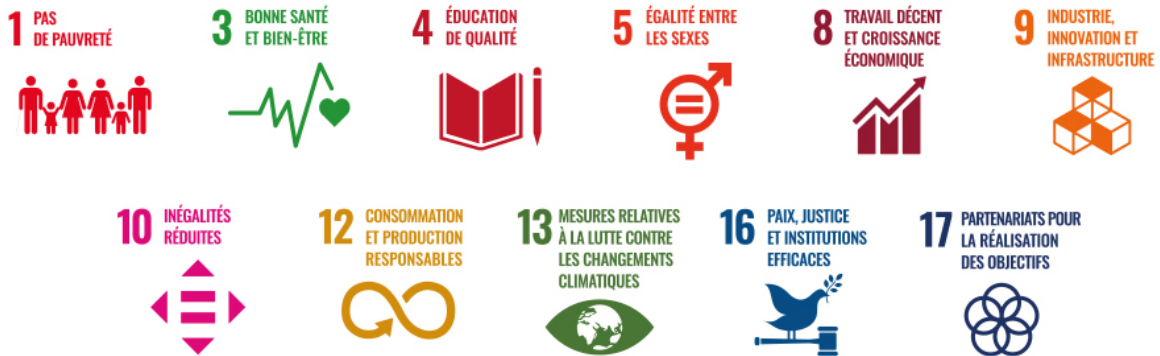 1 PAS
DE PAUVRETÉ
3 BONNE SANTÉ
ET BIEN-ÊTRE
4 ÉDUCATION
DE QUALITÉ
5 ÉGALITÉ ENTRE
LES SEXES
8 TRAVAIL DÉCENT
ET CROISSANCE
ÉCONOMIQUE
9 INDUSTRIE,
INNOVATION ET
INFRASTRUCTURE
10 INÉGALITÉS
RÉDUITES
12 CONSOMMATION
ET PRODUCTION
RESPONSABLES
13 MESURES RELATIVES
À LA LUTTE CONTRE
LES CHANGEMENTS
CLIMATIQUES
16 PAIX, JUSTICE
ET INSTITUTIONS
EFFICACES
17 PARTENARIATS POUR
LA RÉALISATION
DES OBJECTIFS